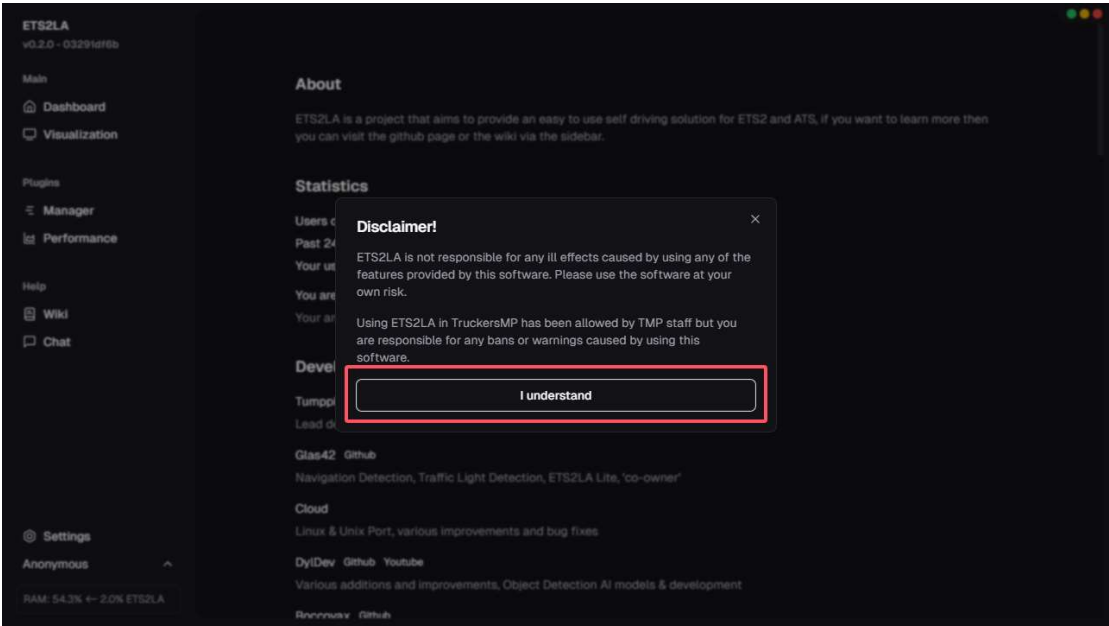 ETS2LA
v0.2.0 - 03291df6b
Main
Dashboard
Visualization
Plugins
Manager
Performance
Help
Wiki
Chat
Settings
Anonymous
RAM: 54.3% ← 2.0% ETS2LA
About
ETS2LA is a project that aims to provide an easy to use self driving solution for ETS2 and ATS, if you want to learn more then
you can visit the github page or the wiki via the sidebar.
Statistics
Users
Past 24
Your
You are
Your
Disclaimer!
ETS2LA is not responsible for any ill effects caused by using any of the
features provided by this software. Please use the software at your
own risk.
Using ETS2LA in TruckersMP has been allowed by TMP staff but you
are responsible for any bans or warnings caused by using this
software.
I understand
Lead
Glas42 Github
Navigation Detection, Traffic Light Detection, ETS2LA Lite, 'co-owner'
Cloud
Linux & Unix Port, various improvements and bug fixes
DylDev Github Youtube
Various additions and improvements, Object Detection AI models & development
Roccovax Github